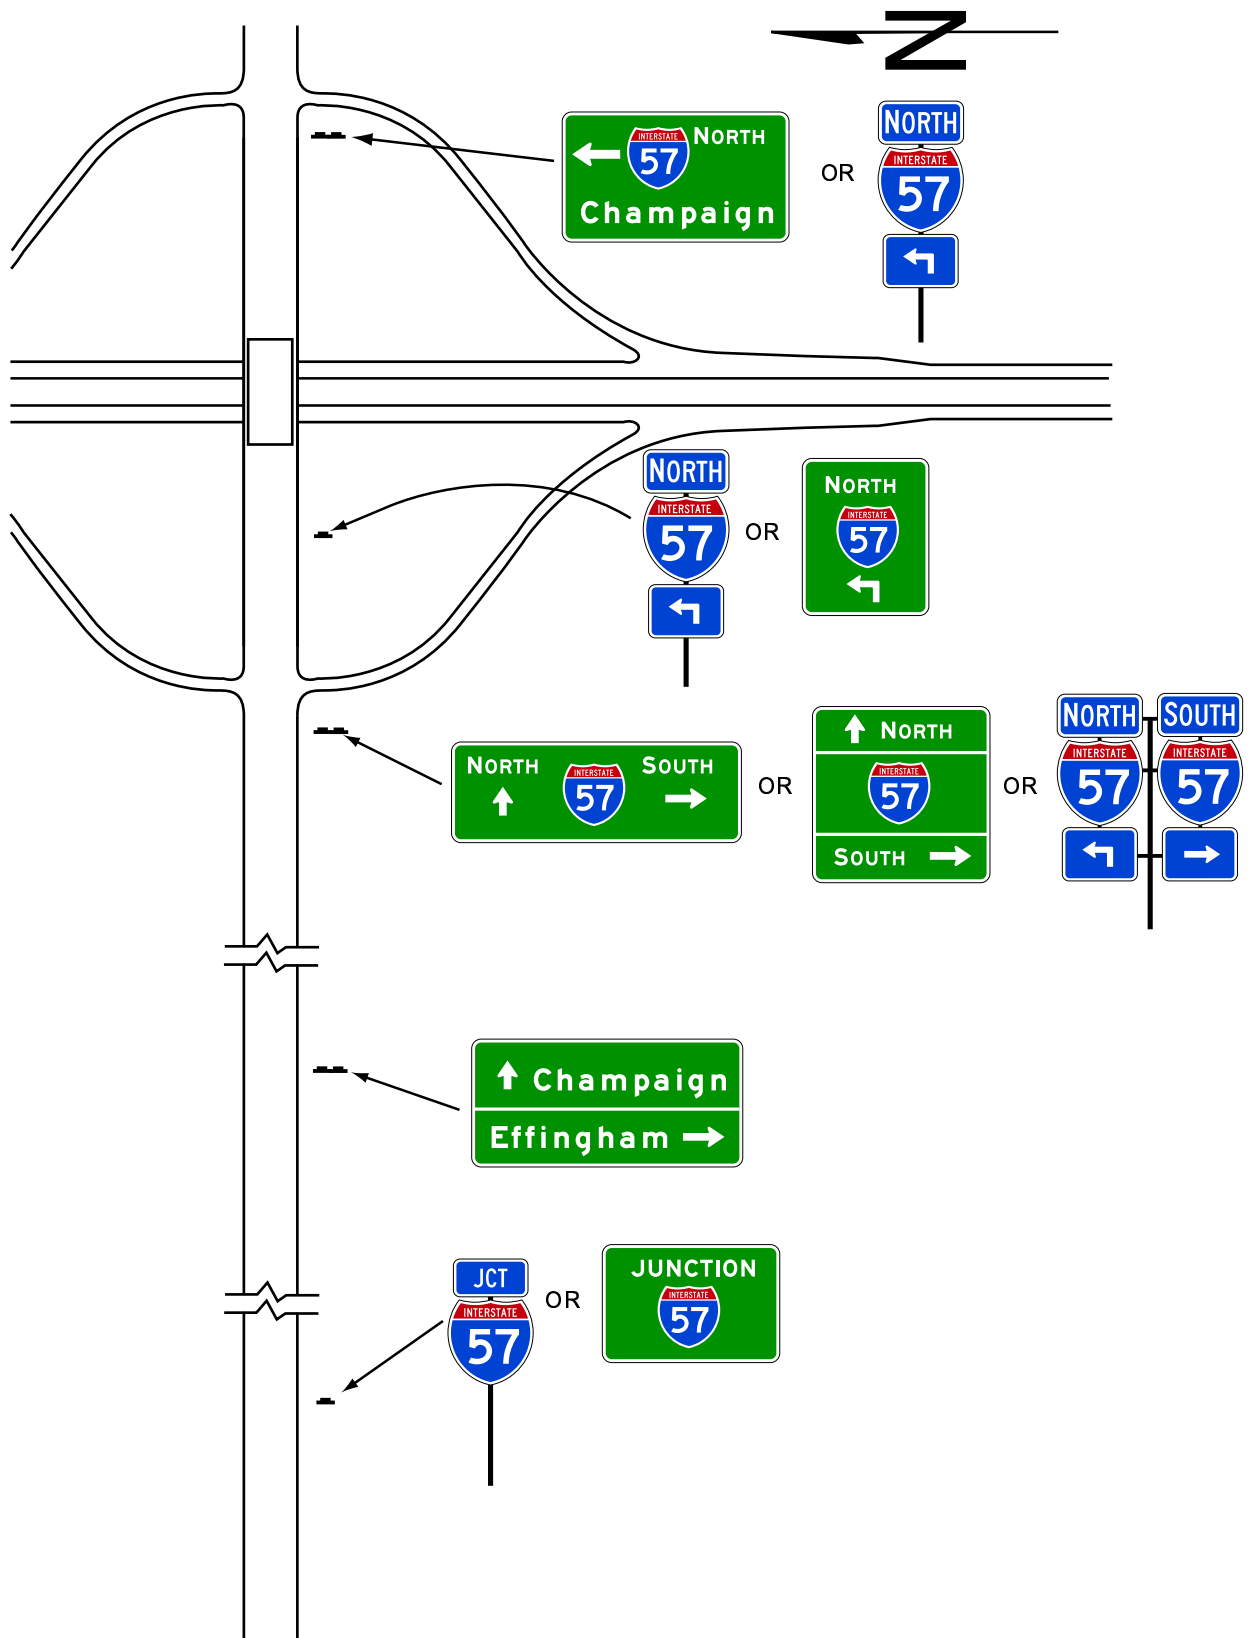 N
INTERSTATE
57
NORTH
Champaign
OR
NORTH
INTERSTATE
57
NORTH
INTERSTATE
57
OR
NORTH
INTERSTATE
57
NORTH
INTERSTATE
57
SOUTH
OR
NORTH
INTERSTATE
57
SOUTH
OR
NORTH
INTERSTATE
57
SOUTH
INTERSTATE
57
Champaign
Effingham
JCT
INTERSTATE
57
OR
JUNCTION
INTERSTATE
57